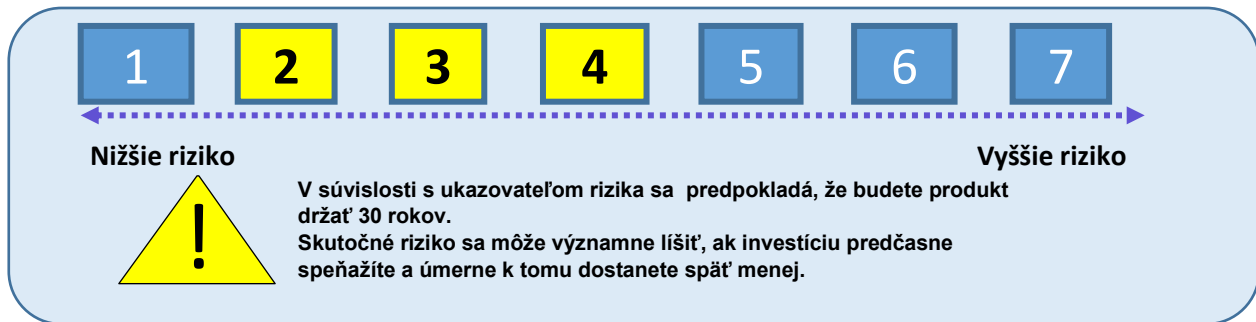 1 2 3 4 5 6 7
Nižšie riziko Vyššie riziko
!
V súvislosti s ukazovateľom rizika sa predpokladá, že budete produkt
držať 30 rokov.
Skutočné riziko sa môže významne líšiť, ak investíciu predčasne
speňažíte a úmerne k tomu dostanete späť menej.